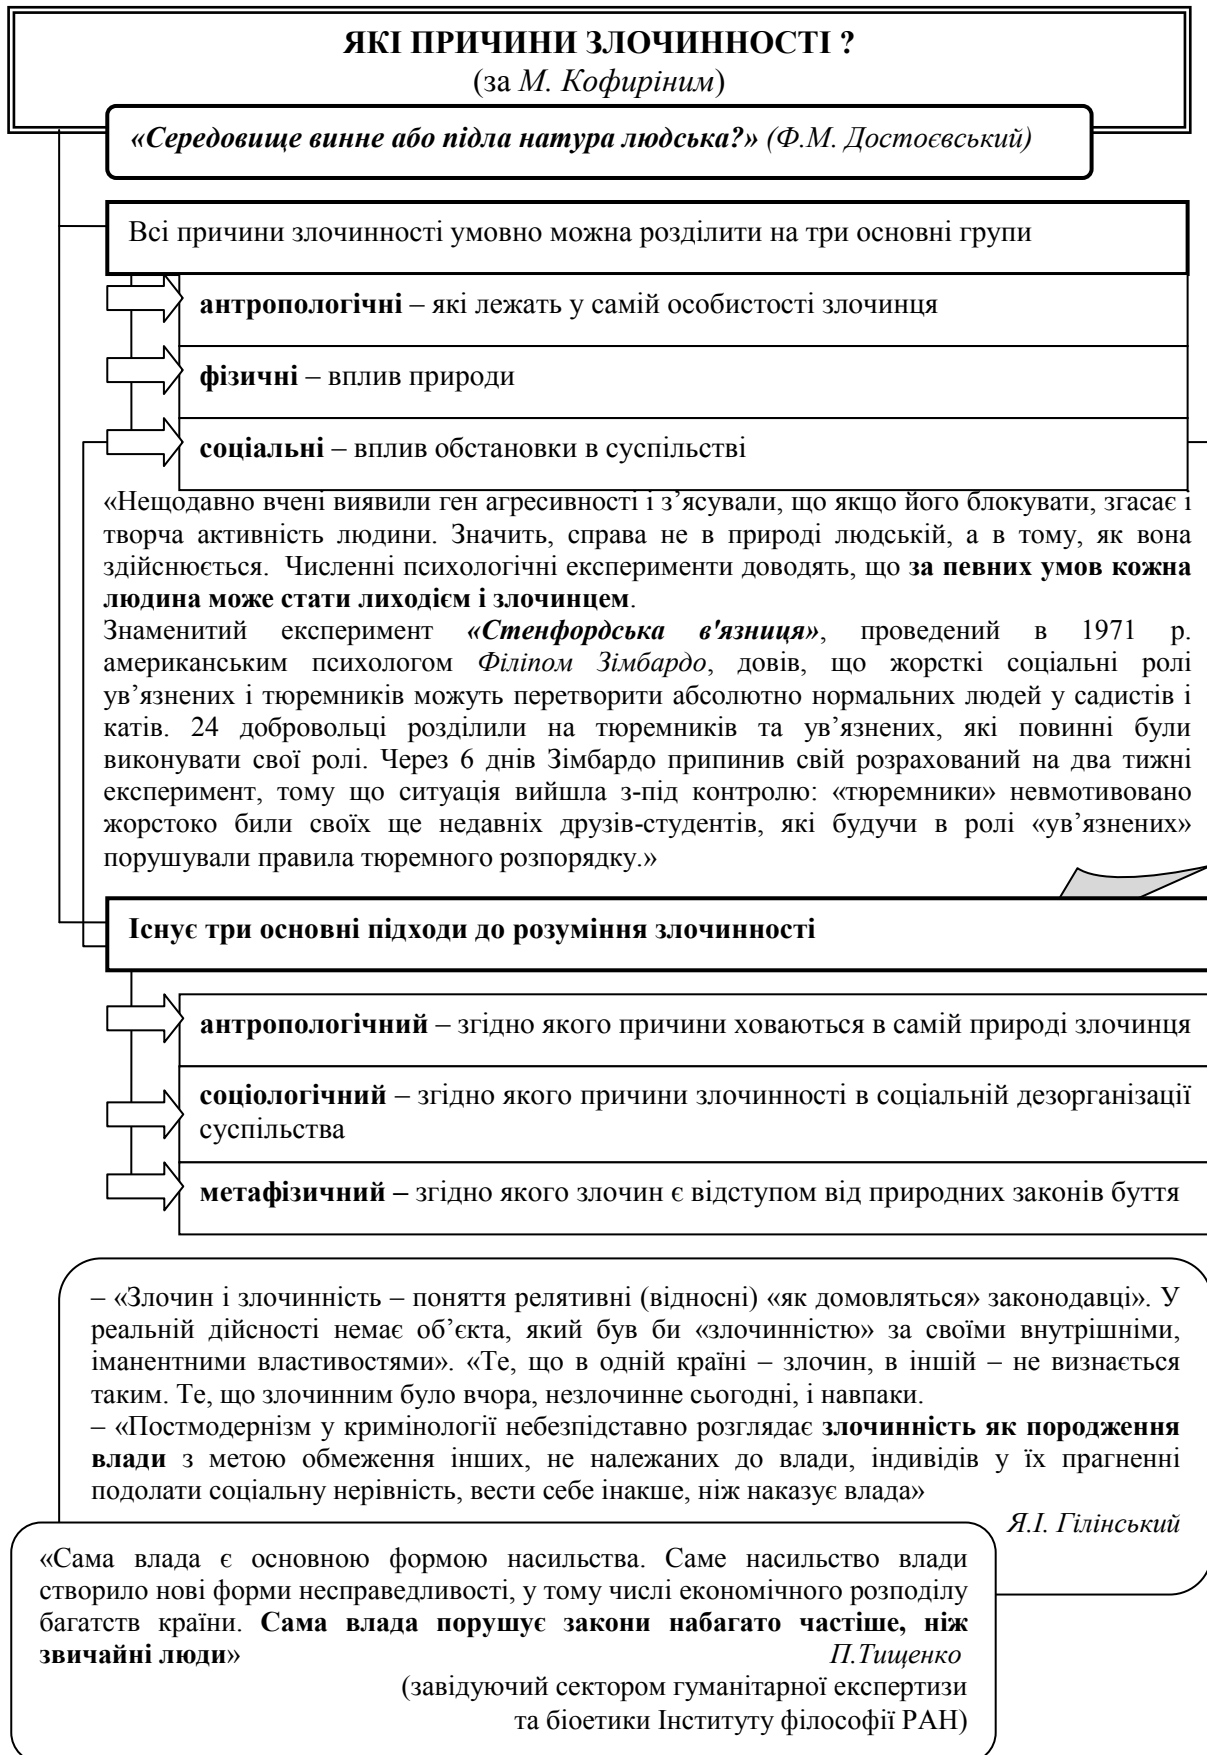 ЯКІ ПРИЧИНИ ЗЛОЧИННОСТІ ?
(за М. Кофиріним)
«Середовище винне або підла натура людська?» (Ф.М. Достоєвський)
Всі причини злочинності умовно можна розділити на три основні групи
антропологічні – які лежать у самій особистості злочинця
фізичні – вплив природи
соціальні – вплив обстановки в суспільстві
«Нещодавно вчені виявили ген агресивності і з’ясували, що якщо його блокувати, згасає і
творча активність людини. Значить, справа не в природі людській, а в тому, як вона
здійснюється. Численні психологічні експерименти доводять, що за певних умов кожна
людина може стати лиходієм і злочинцем.
Знаменитий експеримент «Стенфордська в'язниця», проведений в 1971 р.
американським психологом Філіпом Зімбардо, довів, що жорсткі соціальні ролі
ув’язнених і тюремників можуть перетворити абсолютно нормальних людей у садистів і
катів. 24 добровольці розділили на тюремників та ув’язнених, які повинні були
виконувати свої ролі. Через 6 днів Зімбардо припинив свій розрахований на два тижні
експеримент, тому що ситуація вийшла з-під контролю: «тюремники» невмотивовано
жорстоко били своїх ще недавніх друзів-студентів, які будучи в ролі «ув’язнених»
порушували правила тюремного розпорядку.»
Існує три основні підходи до розуміння злочинності
антропологічний – згідно якого причини ховаються в самій природі злочинця
соціологічний – згідно якого причини злочинності в соціальній дезорганізації
суспільства
метафізичний – згідно якого злочин є відступом від природних законів буття
– «Злочин і злочинність – поняття релятивні (відносні) «як домовляться» законодавці». У
реальній дійсності немає об’єкта, який був би «злочинністю» за своїми внутрішніми,
іманентними властивостями». «Те, що в одній країні – злочин, в іншій – не визнається
таким. Те, що злочинним було вчора, незлочинне сьогодні, і навпаки.
– «Постмодернізм у кримінології небезпідставно розглядає злочинність як породження
влади з метою обмеження інших, не належаних до влади, індивідів у їх прагненні
подолати соціальну нерівність, вести себе інакше, ніж наказує влада»
Я.І. Гілінський
«Сама влада є основною формою насильства. Саме насильство влади
створило нові форми несправедливості, у тому числі економічного розподілу
багатств країни. Сама влада порушує закони набагато частіше, ніж
звичайні люди» П.Тищенко
(завідуючий сектором гуманітарної експертизи
та біоетики Інституту філософії РАН)